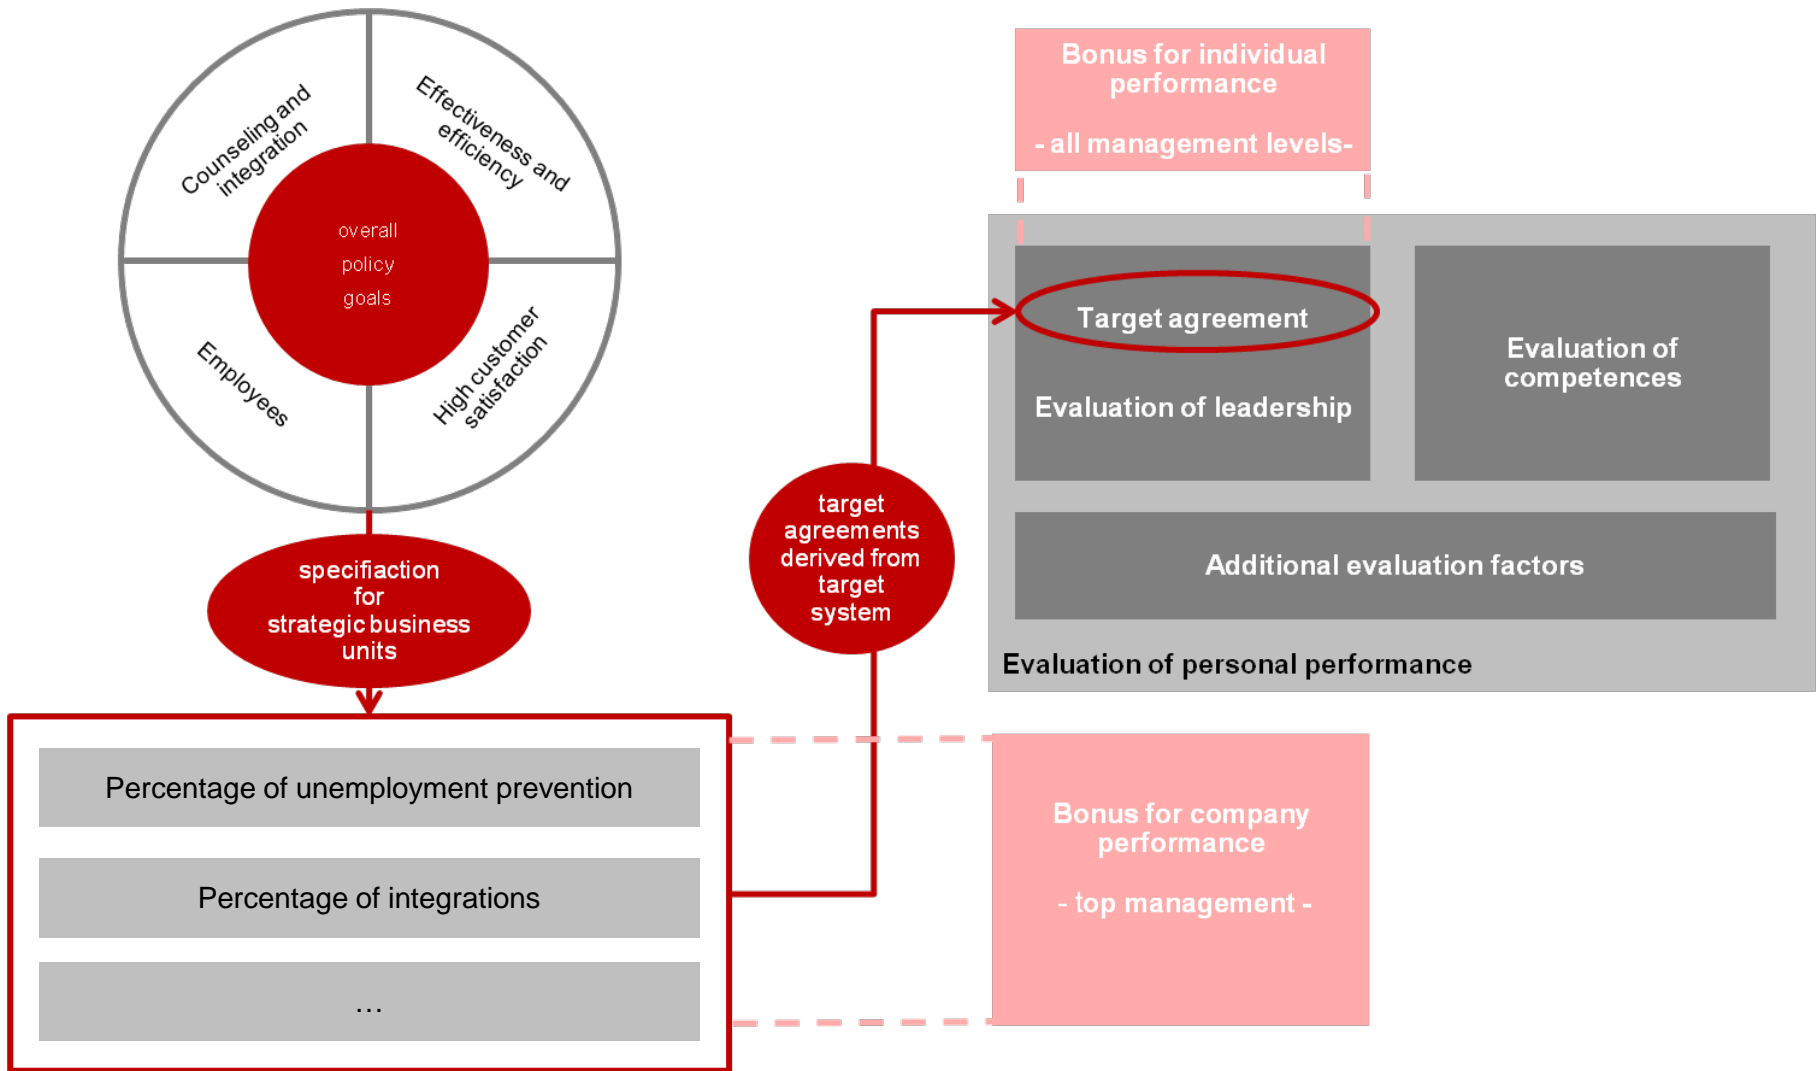 Counseling and
integration
Effectiveness and
efficiency
overall
policy
goals
Employees
High customer
satisfaction
specifiaction
for
strategic business
units
Percentage of unemployment prevention
Percentage of integrations
...
target
agreements
derived from
target
system
Bonus for individual
performance
- all management levels-
Target agreement
Evaluation of leadership
Evaluation of
competences
Additional evaluation factors
Evaluation of personal performance
Bonus for company
performance
- top management -